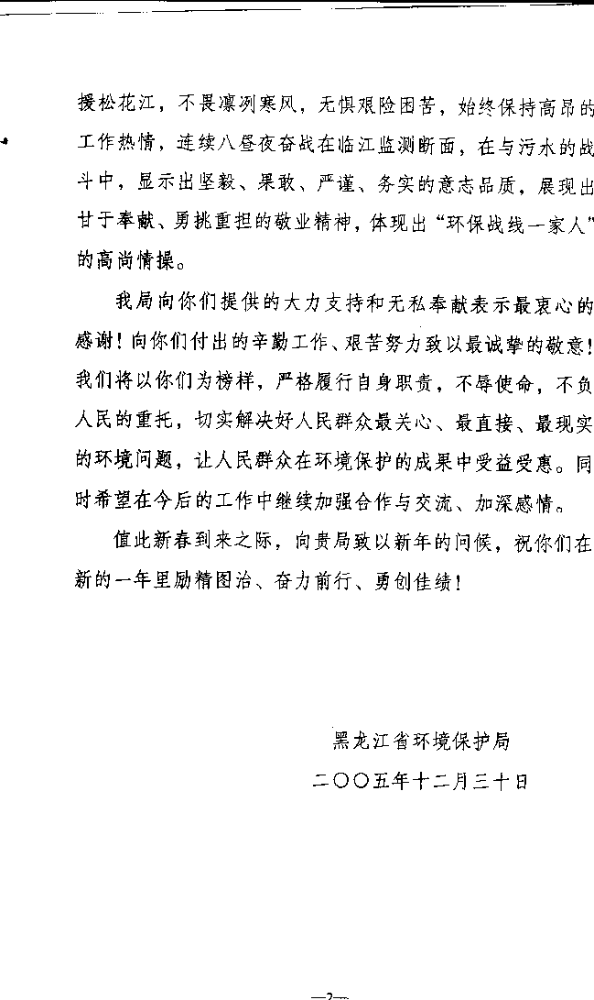 援松花江，不畏凛冽寒风，无惧艰险困苦，始终保持高昂的
工作热情，连续八昼夜奋战在临江监测断面，在与污水的战
斗中，显示出坚毅、果敢、严谨、务实的意志品质，展现出
甘于奉献、勇挑重担的敬业精神，体现出“环保战线一家人”
的高尚情操。
我局向你们提供的大力支持和无私奉献表示最衷心的
感谢！向你们付出的辛勤工作、艰苦努力致以最诚挚的敬意！
我们将以你们为榜样，严格履行自身职责，不辱使命，不负
人民的重托，切实解决好人民群众最关心、最直接、最现实
的环境问题，让人民群众在环境保护的成果中受益受惠。同
时希望在今后的工作中继续加强合作与交流、加深感情。
值此新春到来之际，向贵局致以新年的问候，祝你们在
新的一年里励精图治、奋力前行、勇创佳绩！
黑龙江省环境保护局
二〇〇五年十二月三十日
—2—